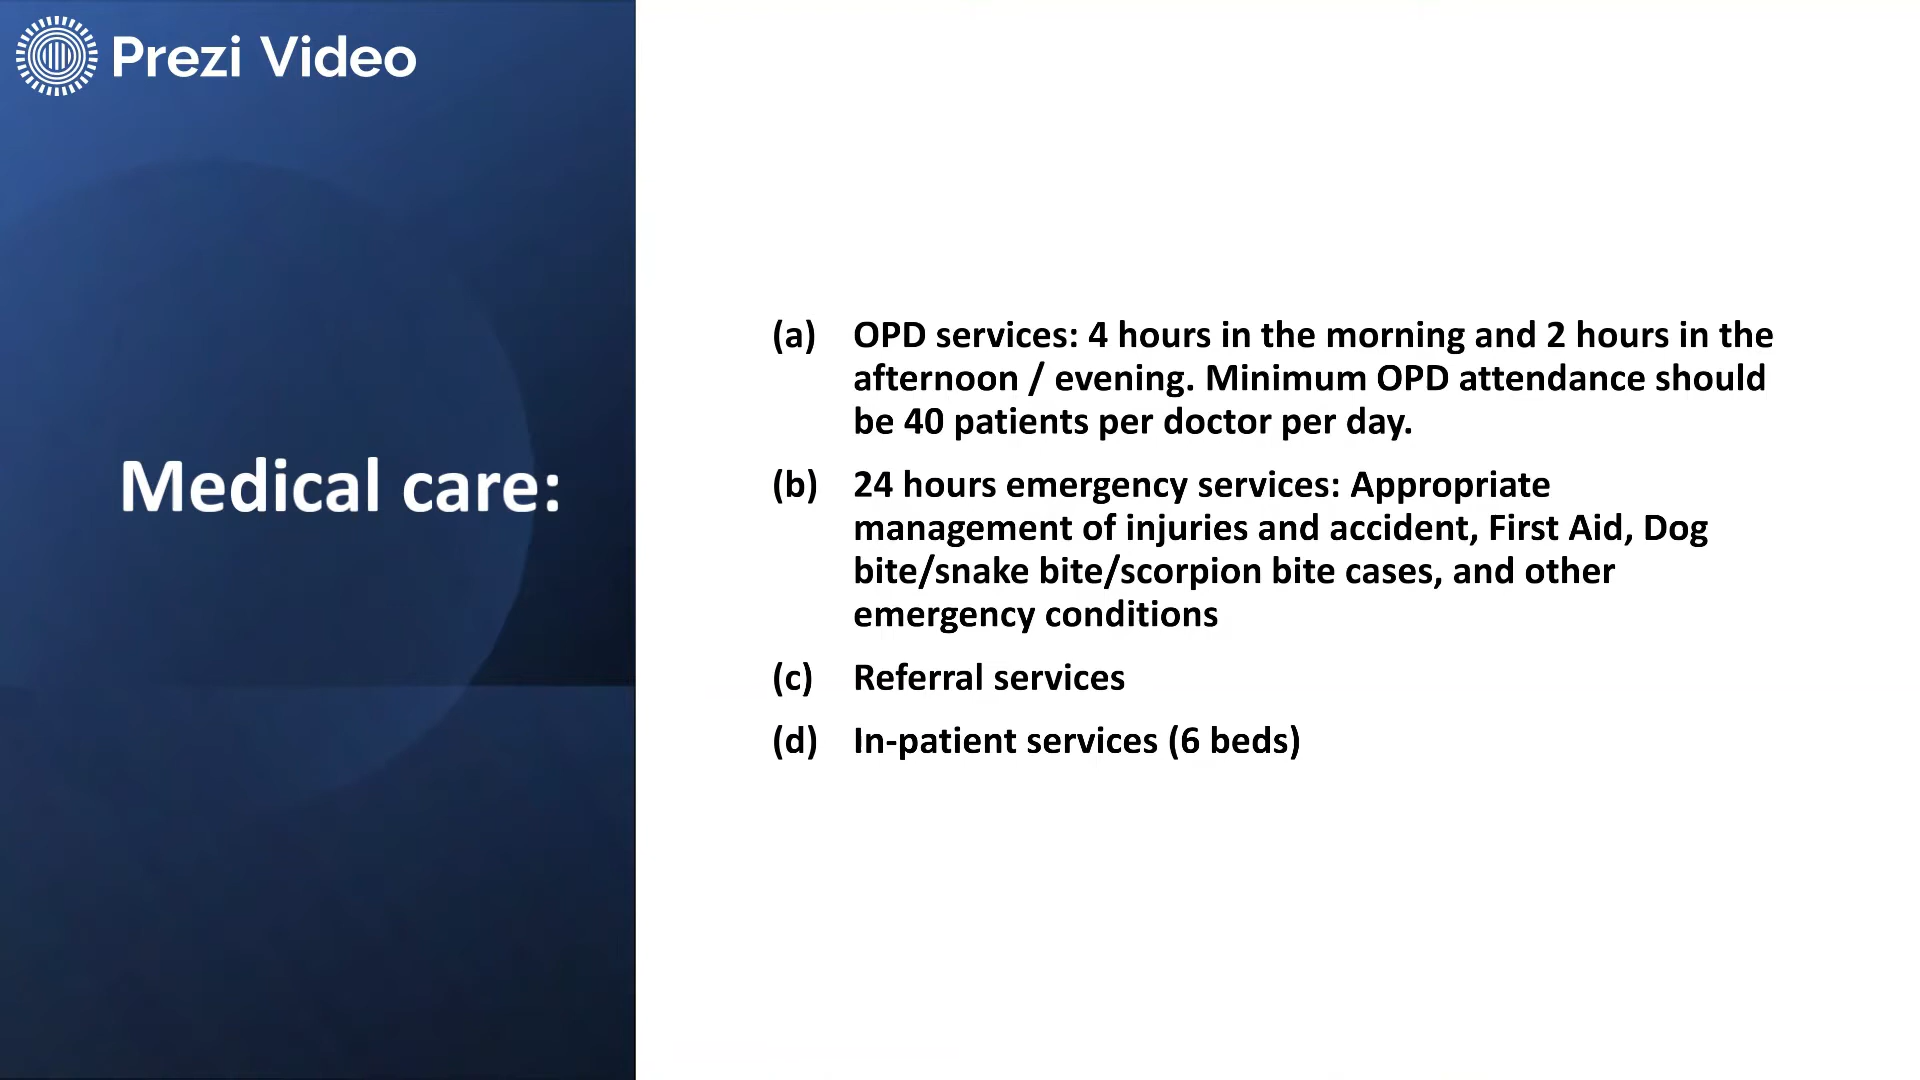 Prezi Video
Medical care:
(a) OPD services: 4 hours in the morning and 2 hours in the
afternoon / evening. Minimum OPD attendance should
be 40 patients per doctor per day.
(b) 24 hours emergency services: Appropriate
management of injuries and accident, First Aid, Dog
bite/snake bite/scorpion bite cases, and other
emergency conditions
(c) Referral services
(d) In-patient services (6 beds)